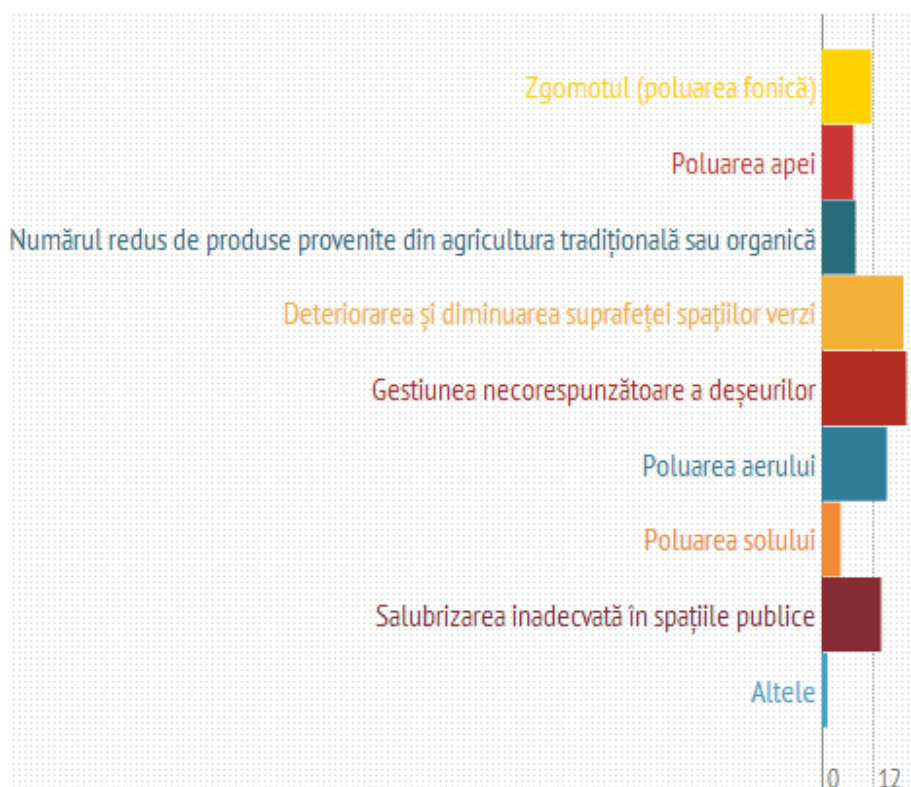 Zgomotul (poluarea fonică)
Poluarea apei
Numărul redus de produse provenite din agricultura tradițională sau organică
Deteriorarea și diminuarea suprafeței spațiilor verzi
Gestiunea necorespunzătoare a deșeurilor
Poluarea aerului
Poluarea solului
Salubrizarea inadecvată în spațiile publice
Altele
0 12